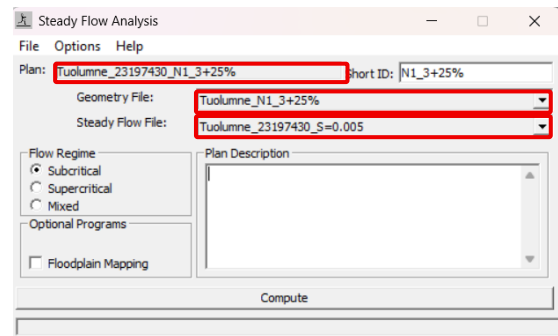 Steady Flow Analysis
File Options Help
Plan: Tuolumne_23197430_N1_3+25% Short ID: N1_3+25%
Geometry File: Tuolumne_N1_3+25%
Steady Flow File: Tuolumne_23197430_S=0.005
Flow Regime Plan Description
Subcritical
Supercritical
Mixed
Optional Programs
Floodplain Mapping
Compute